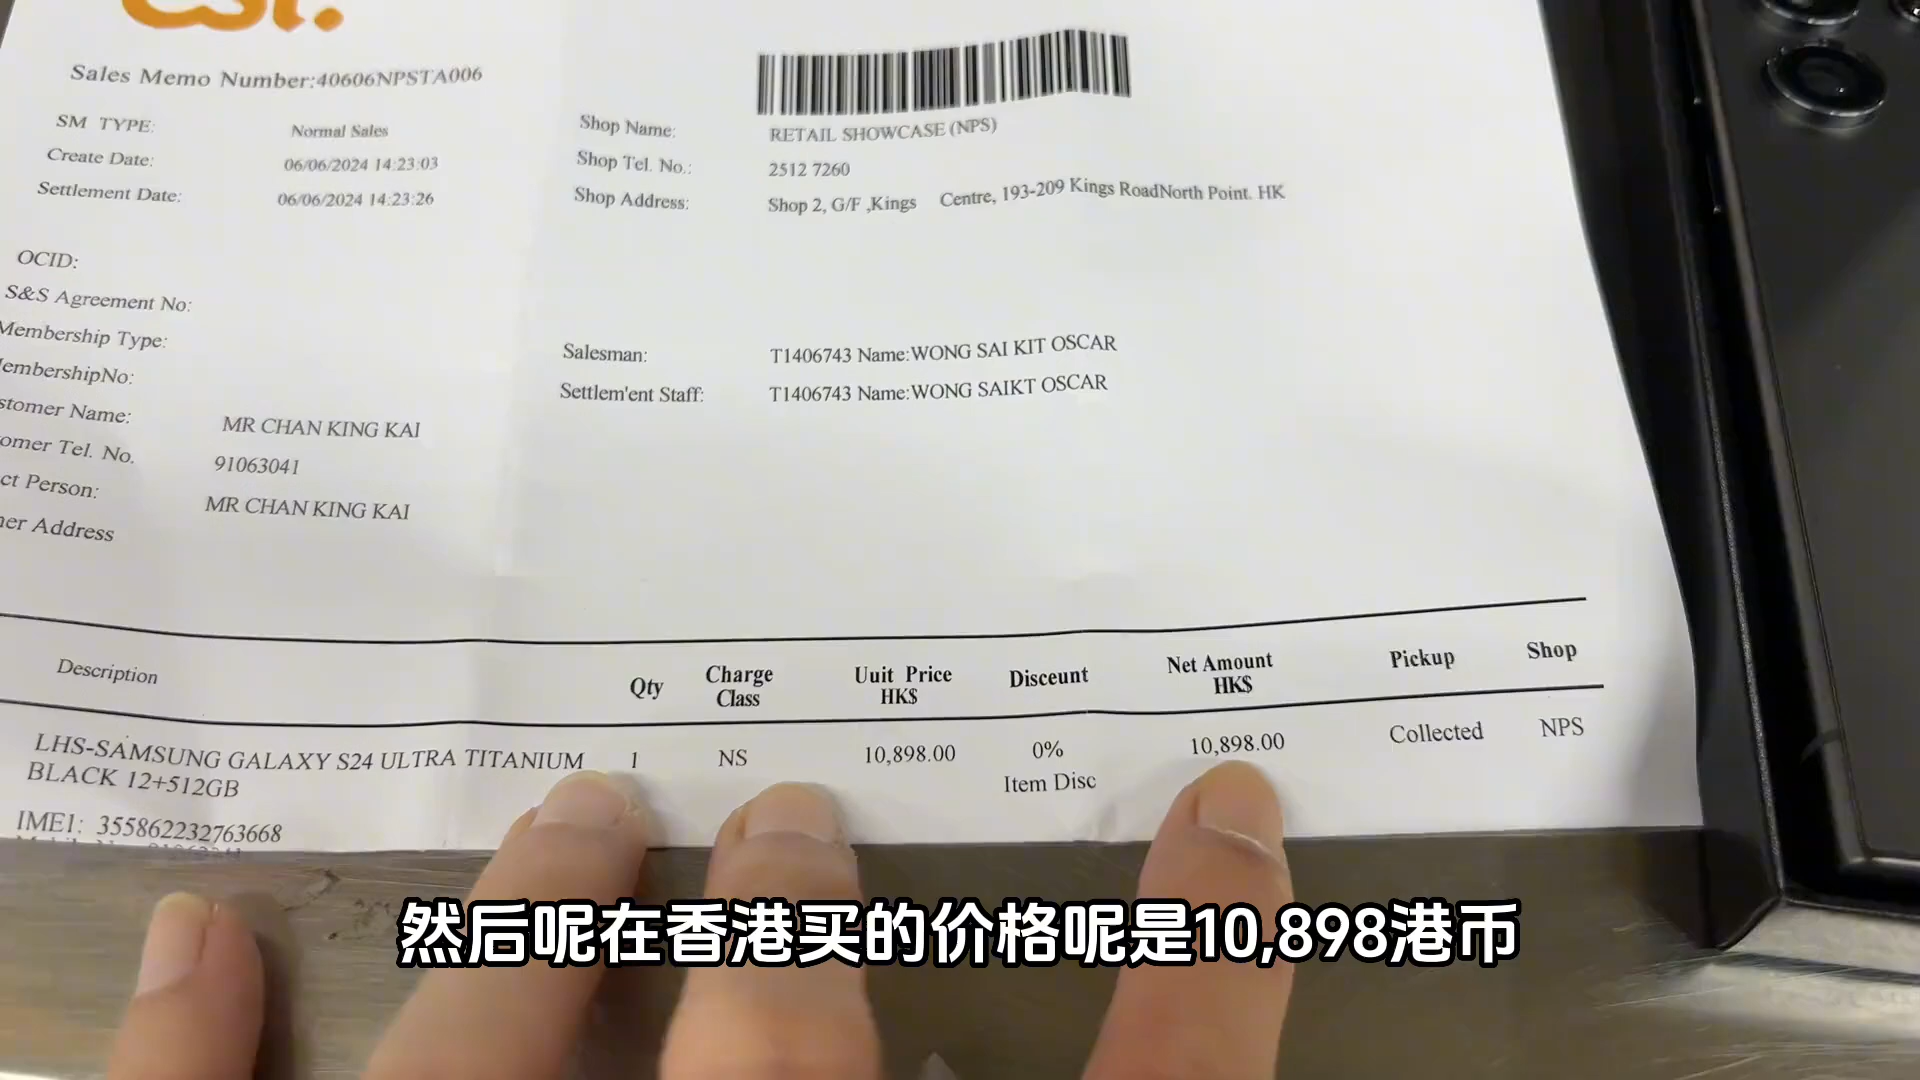 csl.
Sales Memo Number:40606NPSTA006
SM TYPE: Normal Sales
Create Date: 06/06/2024 14:23:03
Settlement Date: 06/06/2024 14:23:26
Shop Name: RETAIL SHOWCASE (NPS)
Shop Tel. No.: 2512 7260
Shop Address: Shop 2, G/F ,Kings Centre, 193-209 Kings RoadNorth Point. HK
OCID:
S&S Agreement No:
Membership Type:
embershipNo:
stomer Name: MR CHAN KING KAI
omer Tel. No. 91063041
ct Person: MR CHAN KING KAI
er Address
Salesman: T1406743 Name:WONG SAI KIT OSCAR
Settlem'ent Staff: T1406743 Name:WONG SAIKT OSCAR
Description Qty Charge Class Uuit Price HK$ Disceunt Net Amount HK$ Pickup Shop
LHS-SAMSUNG GALAXY S24 ULTRA TITANIUM 1 NS 10,898.00 0% 10,898.00 Collected NPS
BLACK 12+512GB Item Disc
IMEI: 355862232763668
然后呢在香港买的价格呢是10,898港币